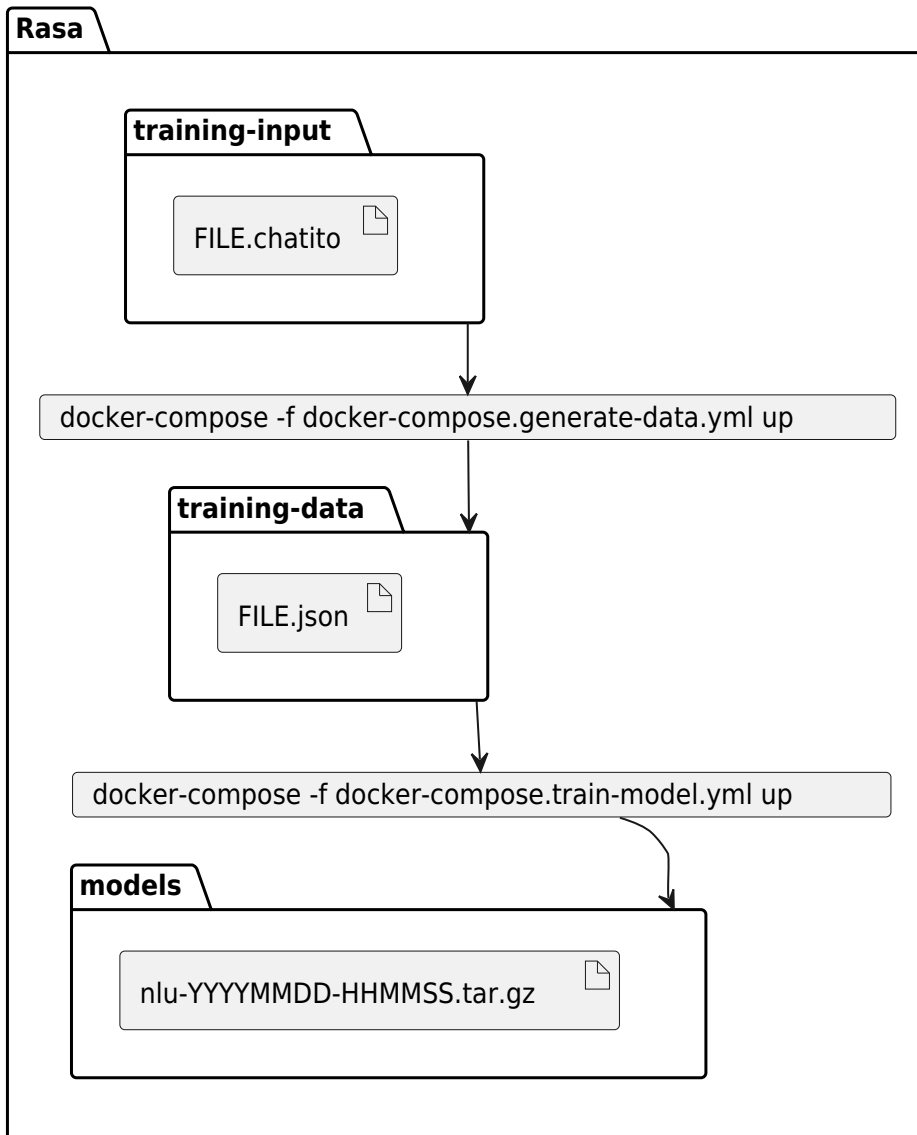 Rasa
training-input
FILE.chatito
docker-compose -f docker-compose.generate-data.yml up
training-data
FILE.json
docker-compose -f docker-compose.train-model.yml up
models
nlu-YYYYMMDD-HHMMSS.tar.gz